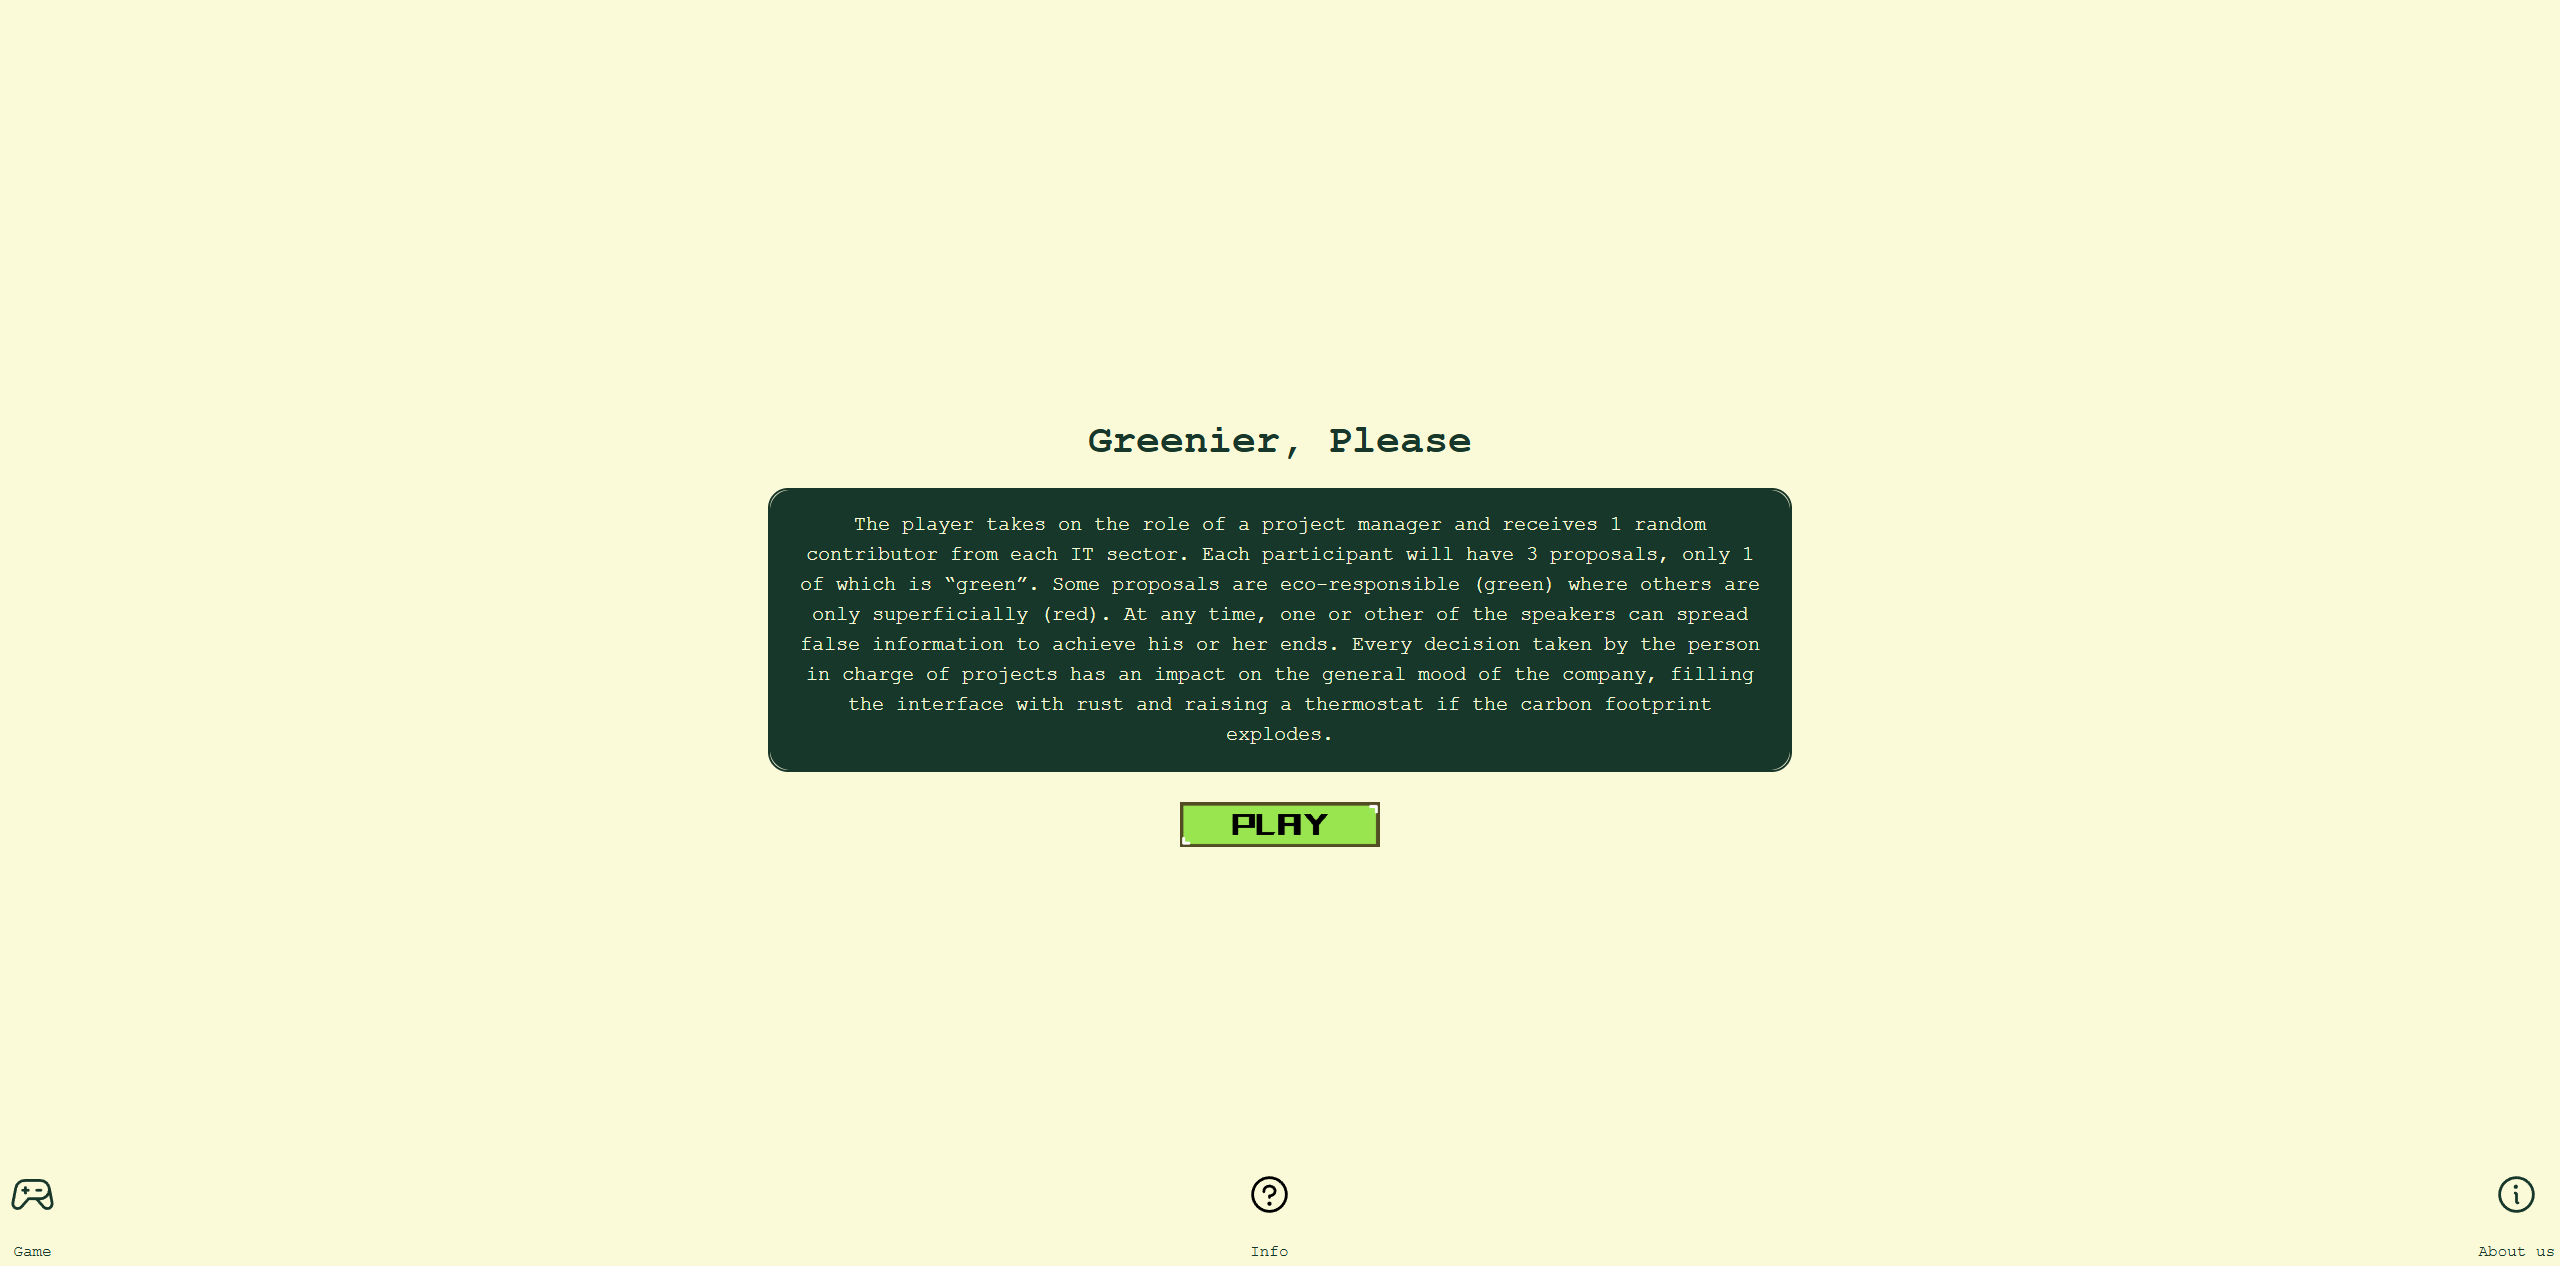 Greenier, Please
The player takes on the role of a project manager and receives 1 random
contributor from each IT sector. Each participant will have 3 proposals, only 1
of which is “green”. Some proposals are eco-responsible (green) where others are
only superficially (red). At any time, one or other of the speakers can spread
false information to achieve his or her ends. Every decision taken by the person
in charge of projects has an impact on the general mood of the company, filling
the interface with rust and raising a thermostat if the carbon footprint
explodes.
PLAY
Game
Info
About us